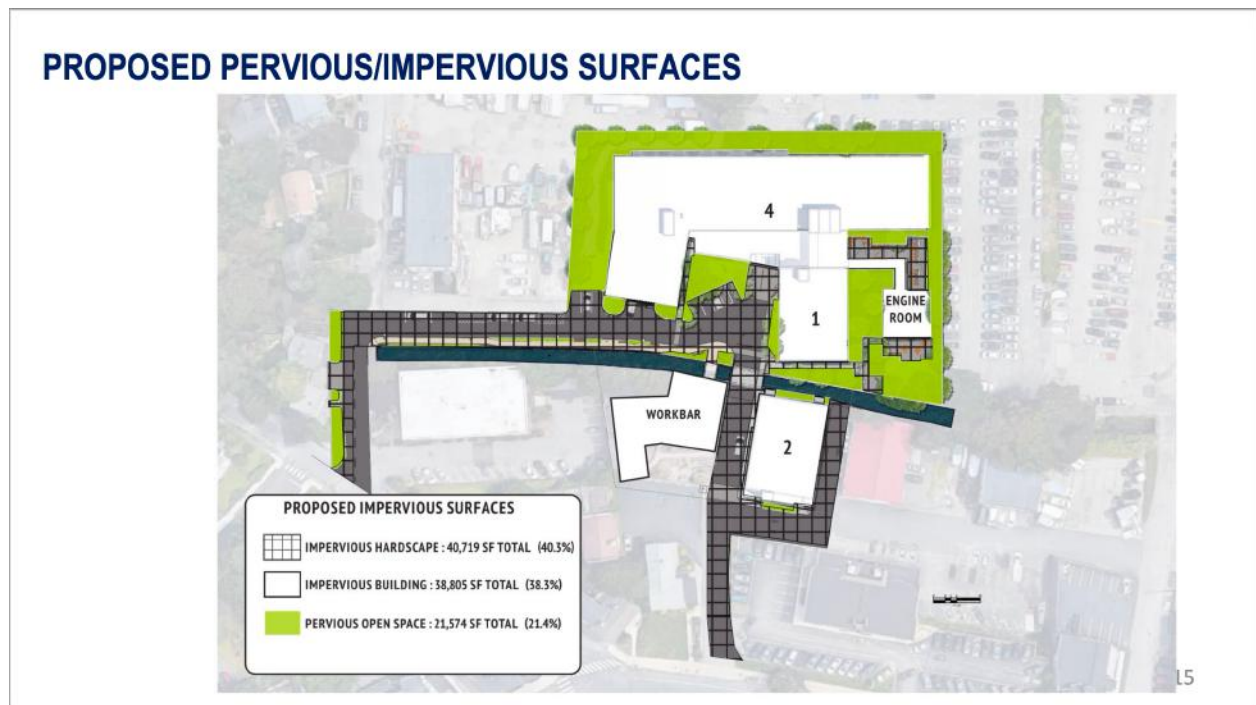 PROPOSED PERVIOUS/IMPERVIOUS SURFACES
4
1
ENGINE
ROOM
WORKBAR
2
PROPOSED IMPERVIOUS SURFACES
IMPERVIOUS HARDSCAPE : 40,719 SF TOTAL (40.3%)
IMPERVIOUS BUILDING : 38,805 SF TOTAL (38.3%)
PERVIOUS OPEN SPACE : 21,574 SF TOTAL (21.4%)
15